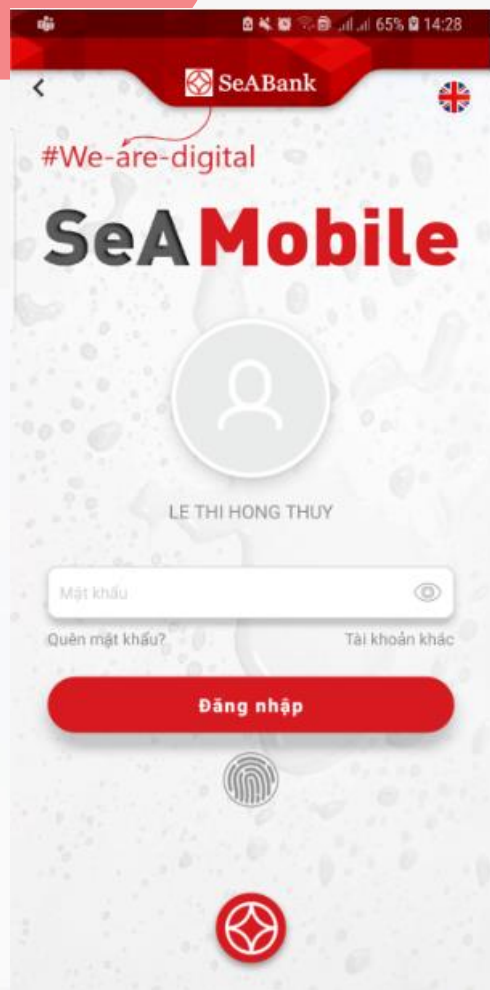 65% 14:28
SeABank
#We-are-digital
SeAMobile
LE THI HONG THUY
Mật khẩu
Quên mật khẩu?
Tài khoản khác
Đăng nhập